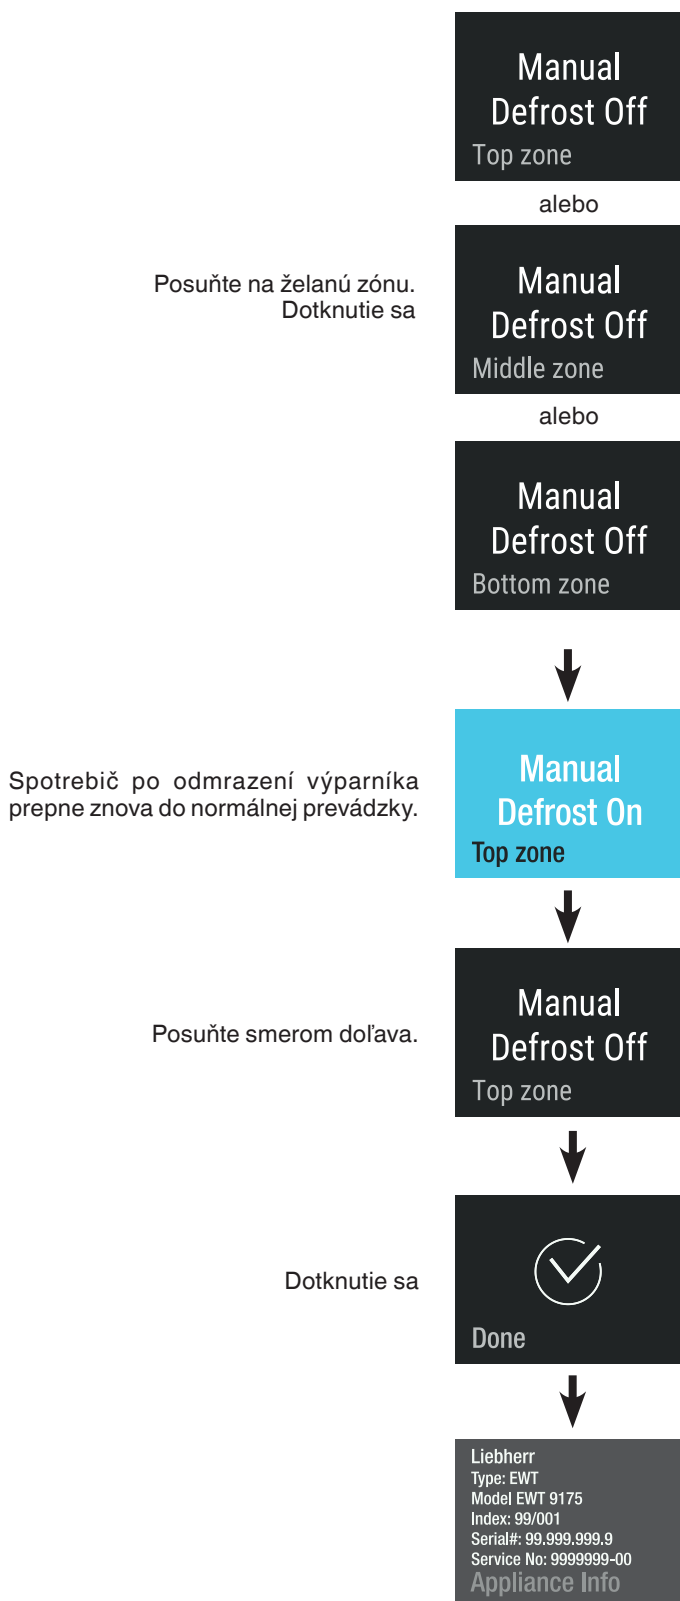 Manual
Defrost Off
Top zone
alebo
Posuňte na želanú zónu.
Dotknutie sa
Manual
Defrost Off
Middle zone
alebo
Manual
Defrost Off
Bottom zone
Spotrebič po odmrazení výparníka
prepne znova do normálnej prevádzky.
Manual
Defrost On
Top zone
Posuňte smerom doľava.
Manual
Defrost Off
Top zone
Dotknutie sa
Done
Liebherr
Type: EWT
Model EWT 9175
Index: 99/001
Serial#: 99.999.999.9
Service No: 9999999-00
Appliance Info